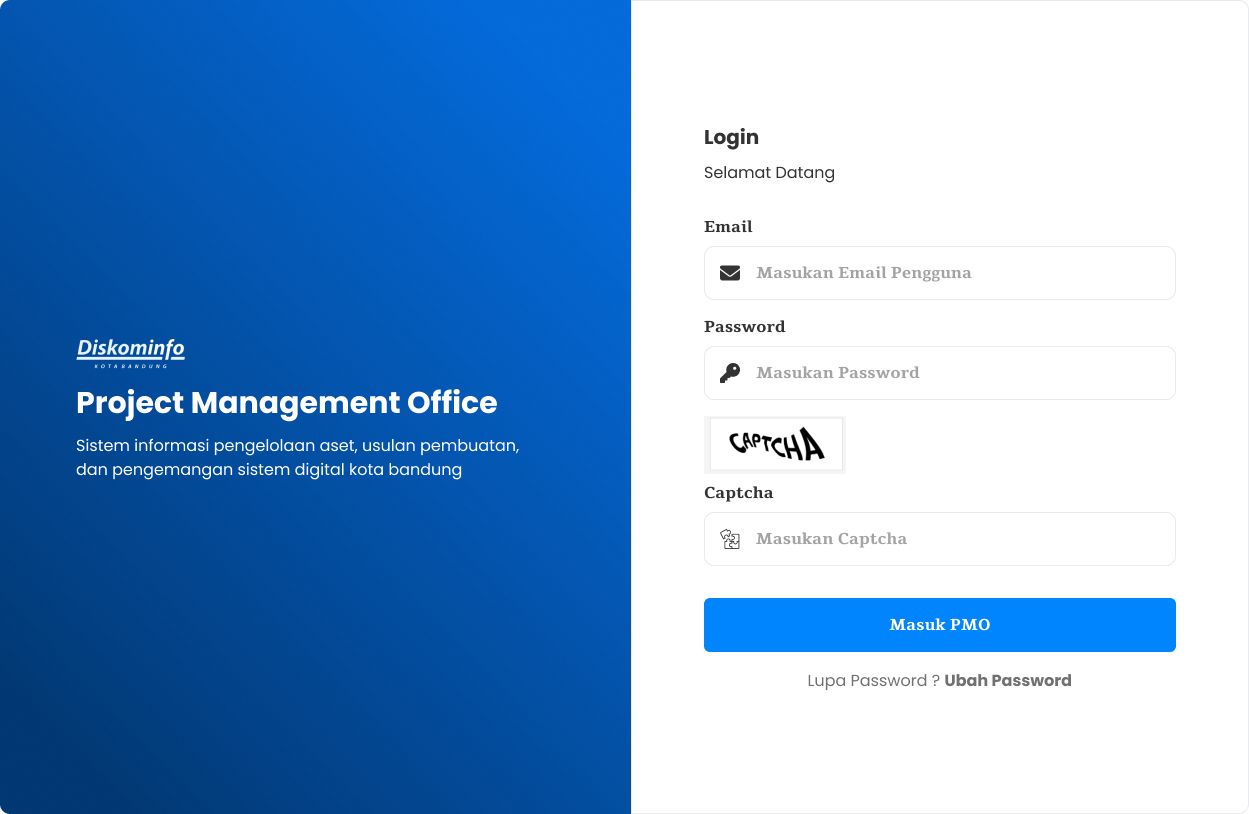 Diskominfo
KOTA BANDUNG
Project Management Office
Sistem informasi pengelolaan aset, usulan pembuatan,
dan pengemangan sistem digital kota bandung
Login
Selamat Datang
Email
Masukan Email Pengguna
Password
Masukan Password
CAPTCHA
Captcha
Masukan Captcha
Masuk PMO
Lupa Password ? Ubah Password